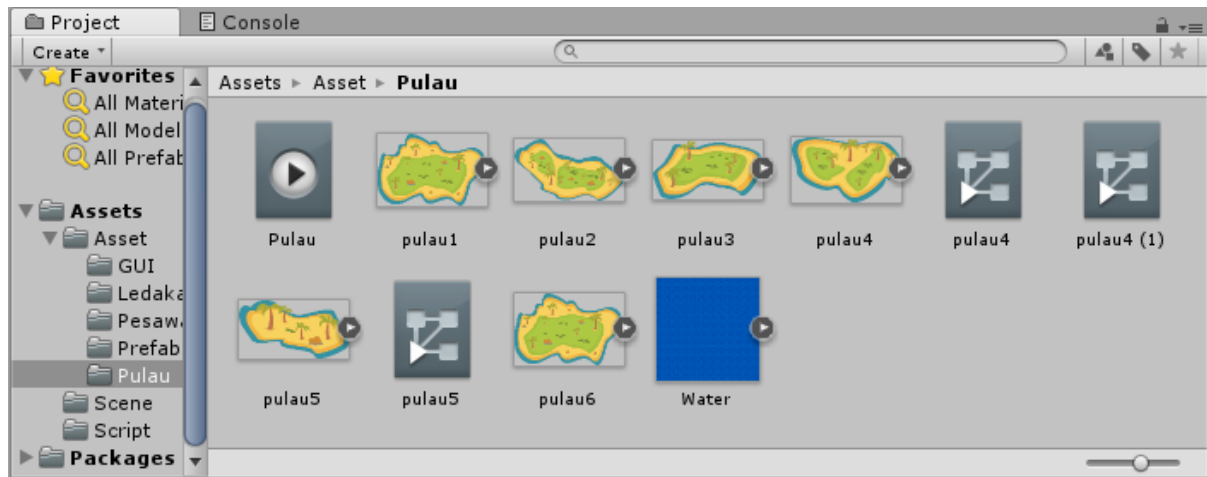 Project
Console
Create
Favorites
All Materi
All Model
All Prefab
Assets
Asset
GUI
Ledaka
Pesaw
Prefab
Pulau
Scene
Script
Packages
Assets ▸ Asset ▸ Pulau
Pulau pulau1 pulau2 pulau3 pulau4 pulau4 pulau4 (1)
pulau5 pulau5 pulau6 Water